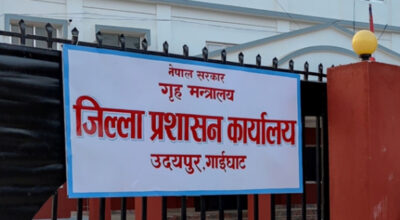 नेपाल सरकार
गृह मन्त्रालय
जिल्ला प्रशासन कार्यालय
उदयपुर, गाईघाट